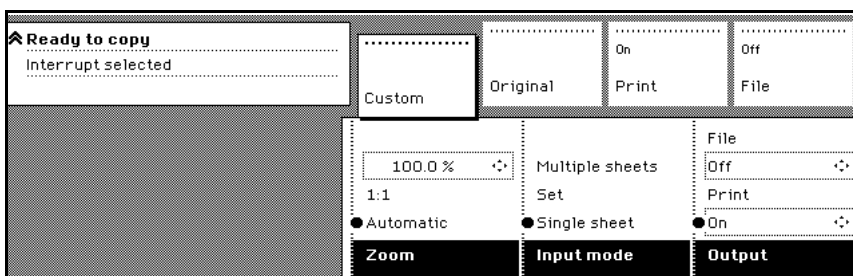 Ready to copy
Interrupt selected
Custom
Original
On
Print
Off
File
100.0 %
1:1
Automatic
Zoom
Multiple sheets
Set
Single sheet
Input mode
File
Off
Print
On
Output